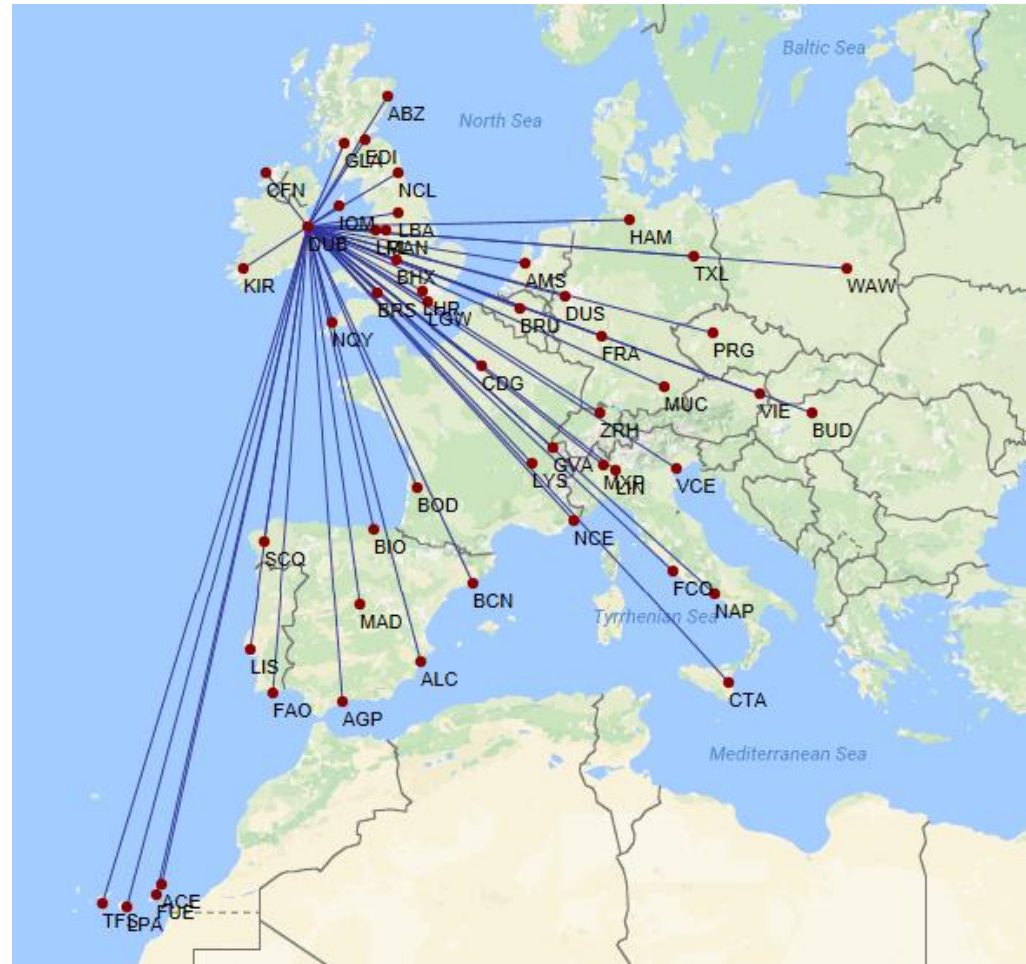 Baltic Sea
ABZ
North Sea
EDI
GLA
CFN
NCL
IOM
LBA
HAM
DUB
MAN
TXL
BHX
AMS
KIR
WAW
BRS
LHR
DUS
LGW
BRU
NQY
PRG
FRA
CDG
MUC
VIE
ZRH
BUD
GVA
LYS
MXP
LIN
VCE
BOD
NCE
BIO
SCQ
FCO
BCN
NAP
Tyrrhenian Sea
MAD
LIS
ALC
CTA
FAO
AGP
Mediterranean Sea
ACE
FUE
TFS
LPA